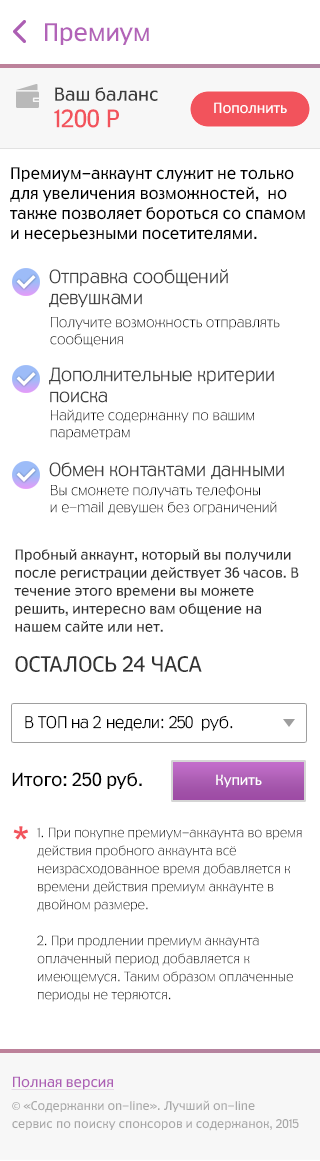 Премиум
Ваш баланс
1200 Р
Пополнить
Премиум-аккаунт служит не только
для увеличения возможностей, но
также позволяет бороться со спамом
и несерьезными посетителями.
Отправка сообщений
девушками
Получите возможность отправлять
сообщения
Дополнительные критерии
поиска
Найдите содержанку по вашим
параметрам
Обмен контактами данными
Вы сможете получать телефоны
и e-mail девушек без ограничений
Пробный аккаунт, который вы получили
после регистрации действует 36 часов. В
течение этого времени вы можете
решить, интересно вам общение на
нашем сайте или нет.
ОСТАЛОСЬ 24 ЧАСА
В ТОП на 2 недели: 250 руб.
Итого: 250 руб.
Купить
* 1. При покупке премиум-аккаунта во время
действия пробного аккаунта всё
неизрасходованное время добавляется к
времени действия премиум аккаунте в
двойном размере.
2. При продлении премиум аккаунта
оплаченный период добавляется к
имеющемуся. Таким образом оплаченные
периоды не теряются.
Полная версия
© «Содержанки on-line». Лучший on-line
сервис по поиску спонсоров и содержанок, 2015